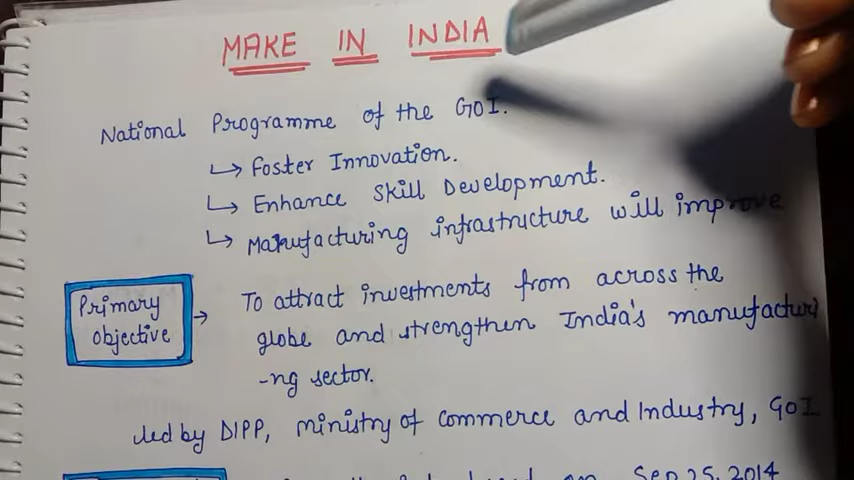 MAKE IN INDIA
National Programme of the GOI.
↳ Foster Innovation.
↳ Enhance Skill Development.
↳ Manufacturing infrastructure will improve
Primary objective → To attract investments from across the
globe and strengthen India's manufacturi
-ng sector.
Led by DIPP, Ministry of Commerce and Industry, GOI
on Sep 25, 2014